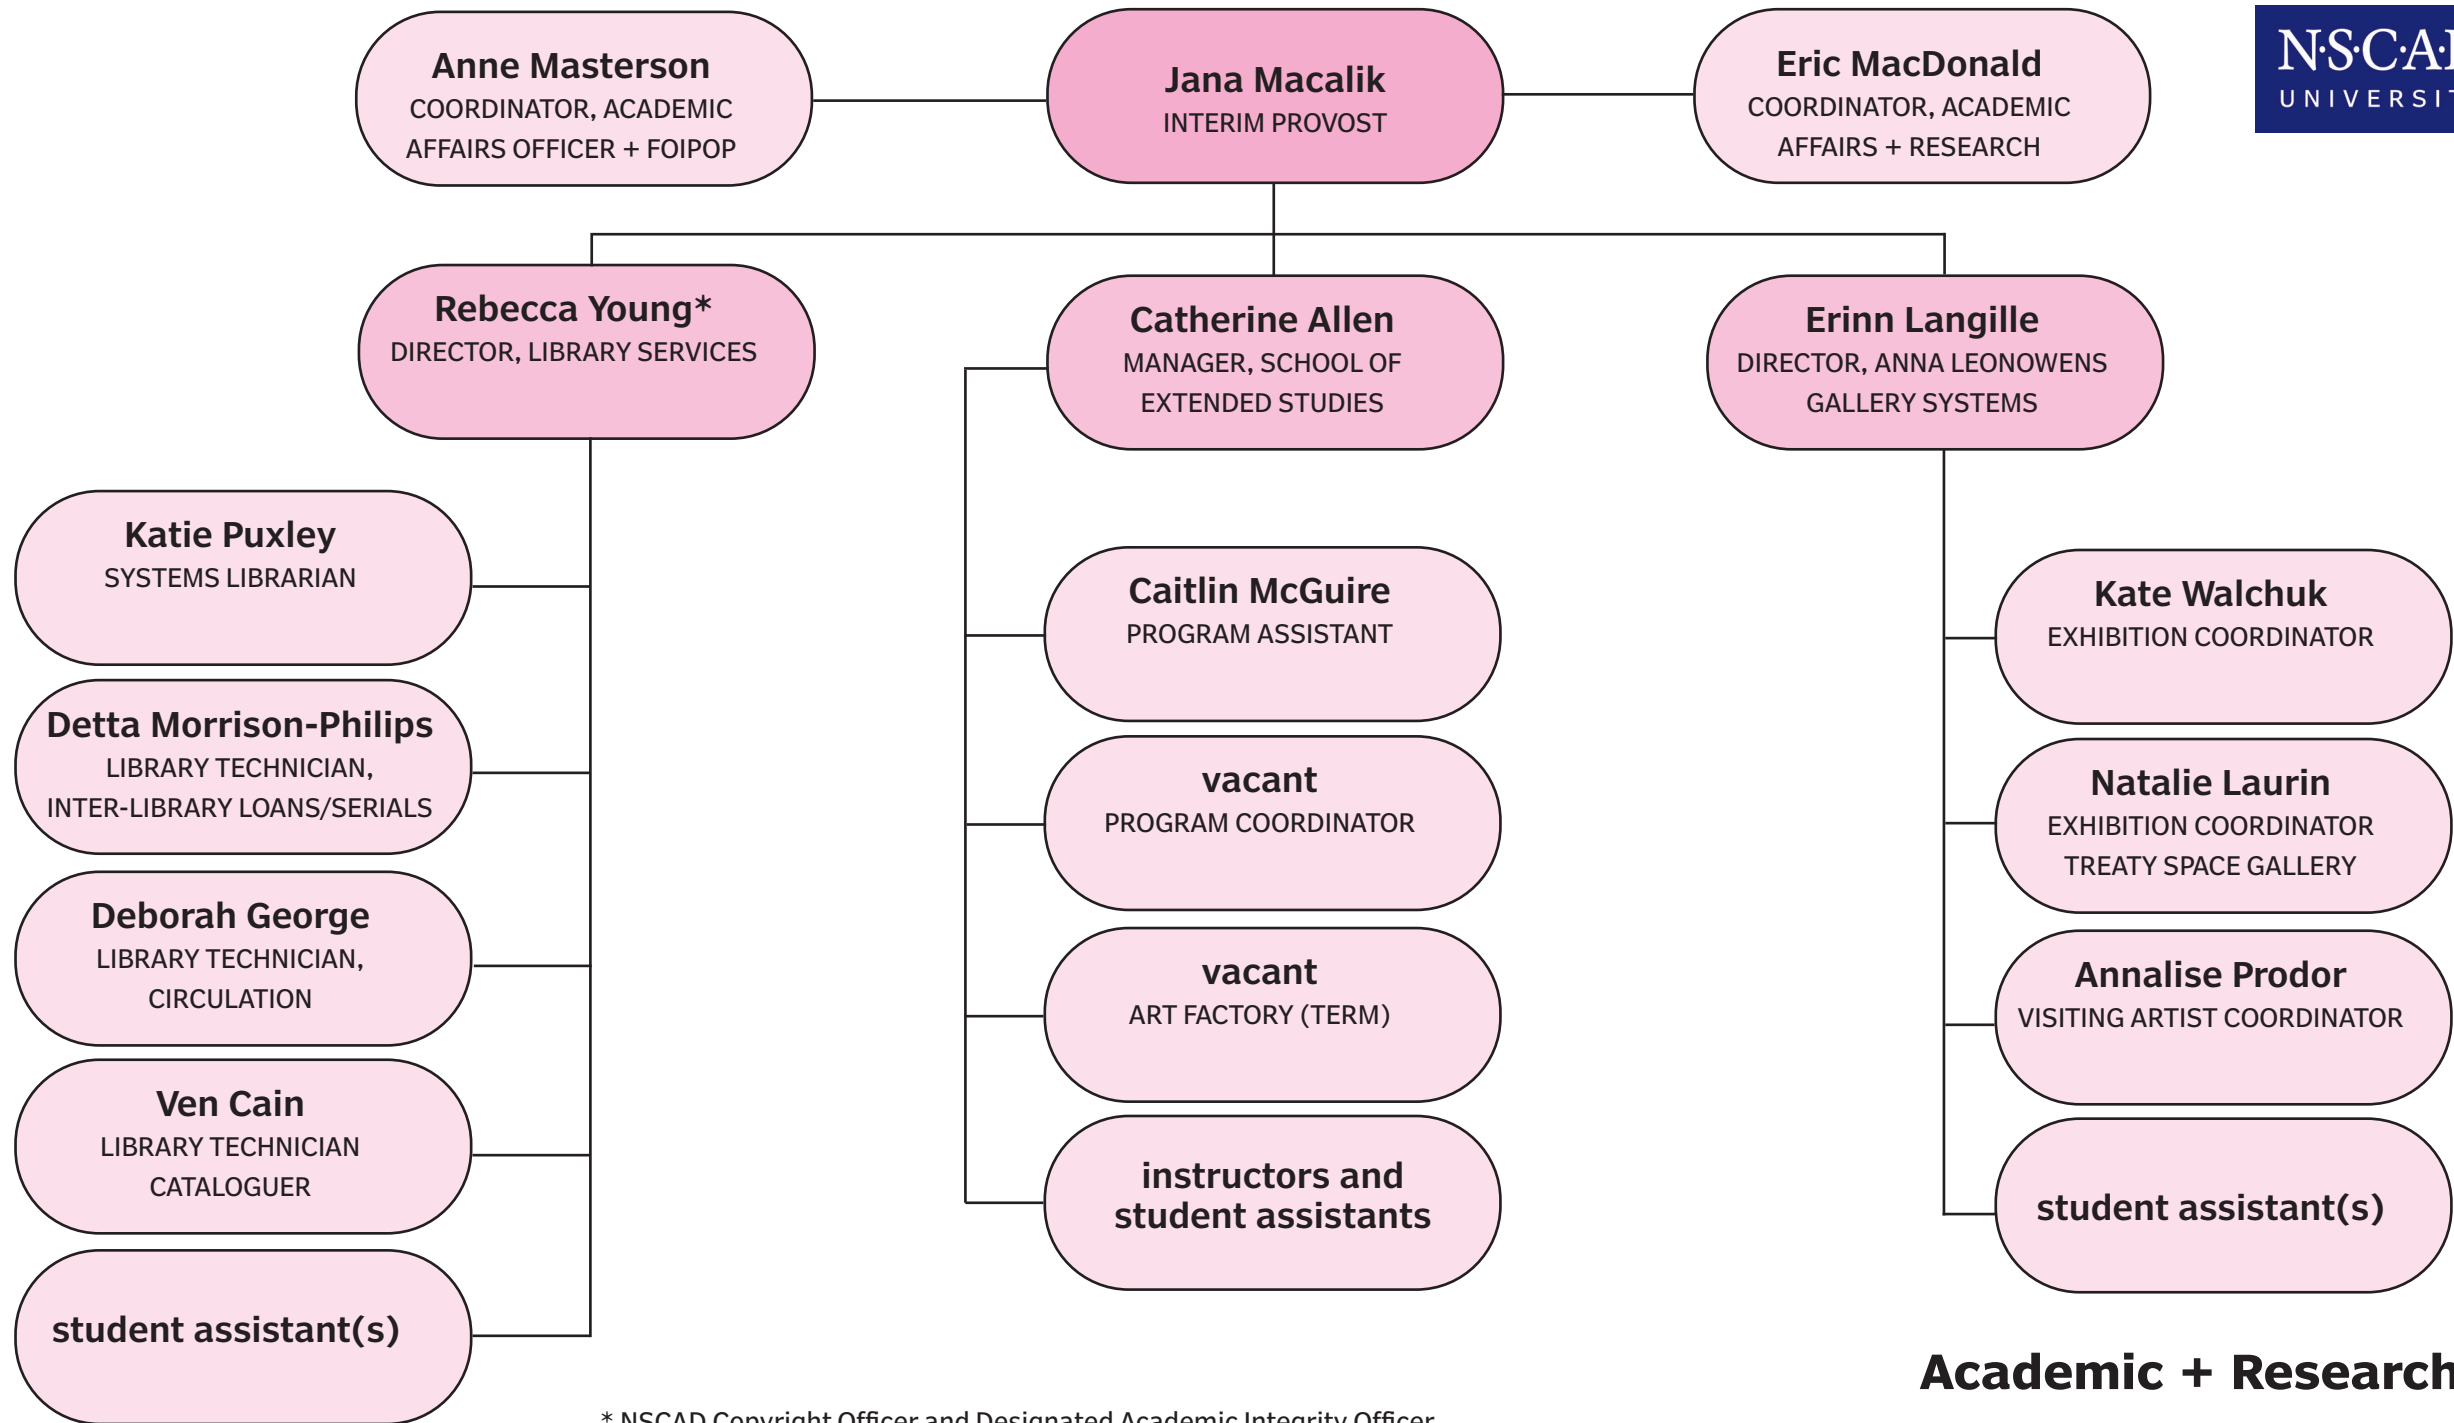 Anne Masterson
COORDINATOR, ACADEMIC
AFFAIRS OFFICER + FOIPOP
Jana Macalik
INTERIM PROVOST
Eric MacDonald
COORDINATOR, ACADEMIC
AFFAIRS + RESEARCH
N·S·C·A·
UNIVERSIT
Rebecca Young*
DIRECTOR, LIBRARY SERVICES
Catherine Allen
MANAGER, SCHOOL OF
EXTENDED STUDIES
Erinn Langille
DIRECTOR, ANNA LEONOWENS
GALLERY SYSTEMS
Katie Puxley
SYSTEMS LIBRARIAN
Detta Morrison-Philips
LIBRARY TECHNICIAN,
INTER-LIBRARY LOANS/SERIALS
Deborah George
LIBRARY TECHNICIAN,
CIRCULATION
Ven Cain
LIBRARY TECHNICIAN
CATALOGUER
student assistant(s)
Caitlin McGuire
PROGRAM ASSISTANT
vacant
PROGRAM COORDINATOR
vacant
ART FACTORY (TERM)
instructors and
student assistants
Kate Walchuk
EXHIBITION COORDINATOR
Natalie Laurin
EXHIBITION COORDINATOR
TREATY SPACE GALLERY
Annalise Prodor
VISITING ARTIST COORDINATOR
student assistant(s)
Academic + Research
* NSCAD Copyright Officer and Designated Academic Integrity Officer